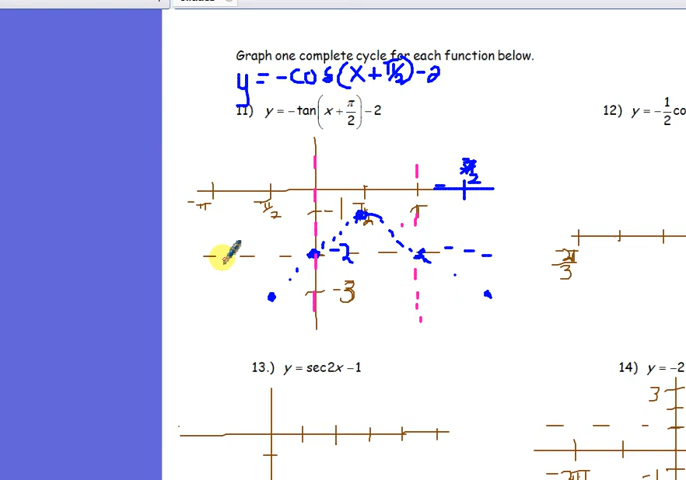 Graph one complete cycle for each function below.
y = -cos(x + π/2) - 2
11) y = -tan(x + π/2) - 2
12) y = -1/2 co
-π
-π/2
-1
π/2
π
-2
-3
-2π/3
13.) y = sec2x - 1
14) y = -2
3
-1